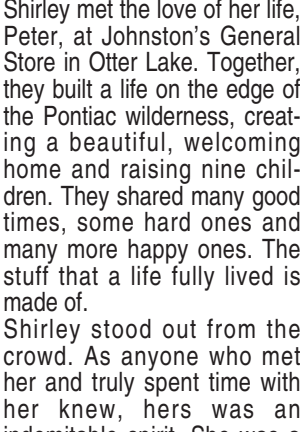 Shirley met the love of her life,
Peter, at Johnston's General
Store in Otter Lake. Together,
they built a life on the edge of
the Pontiac wilderness, creat-
ing a beautiful, welcoming
home and raising nine chil-
dren. They shared many good
times, some hard ones and
many more happy ones. The
stuff that a life fully lived is
made of.
Shirley stood out from the
crowd. As anyone who met
her and truly spent time with
her knew, hers was an
indomitable spirit. She was a